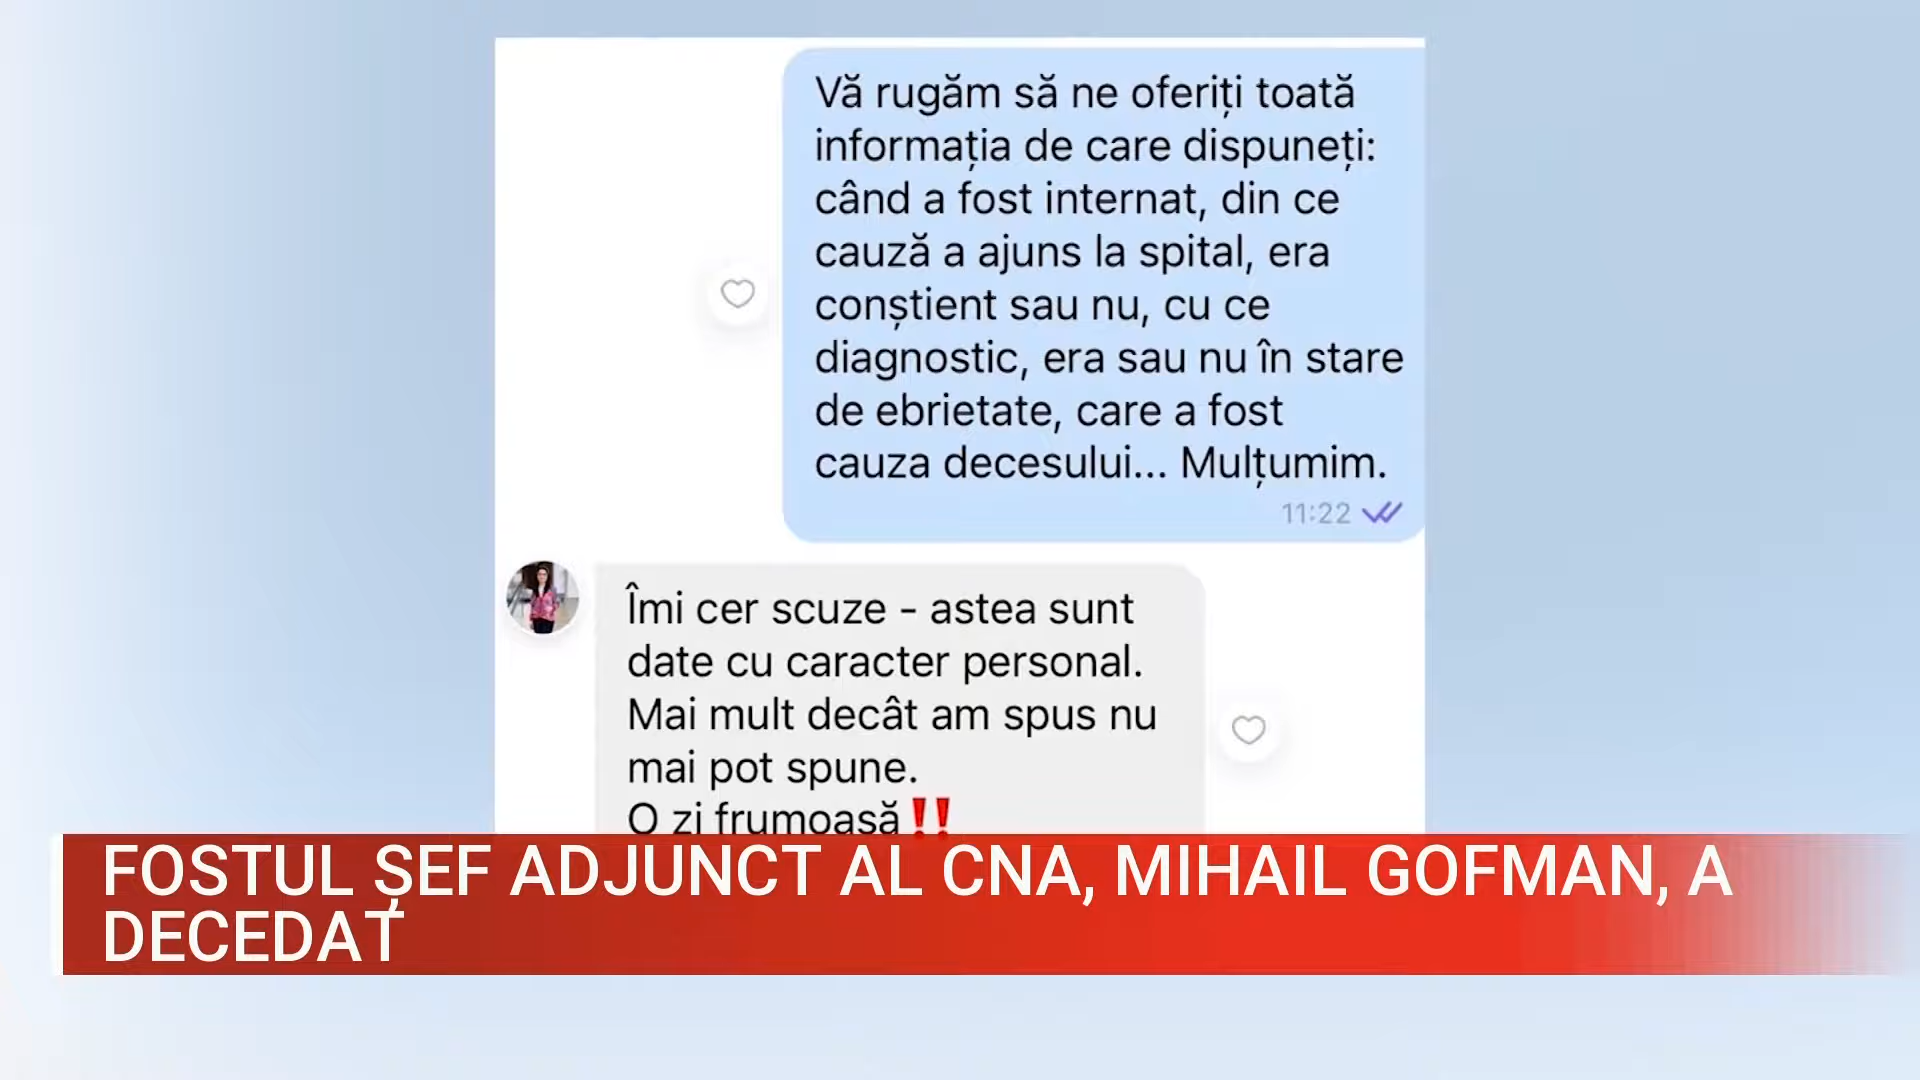 Vă rugăm să ne oferiți toată
informația de care dispuneți:
când a fost internat, din ce
cauză a ajuns la spital, era
conștient sau nu, cu ce
diagnostic, era sau nu în stare
de ebrietate, care a fost
cauza decesului... Mulțumim.
11:22
Îmi cer scuze - astea sunt
date cu caracter personal.
Mai mult decât am spus nu
mai pot spune.
O zi frumoasă‼️
FOSTUL ȘEF ADJUNCT AL CNA, MIHAIL GOFMAN, A
DECEDAT